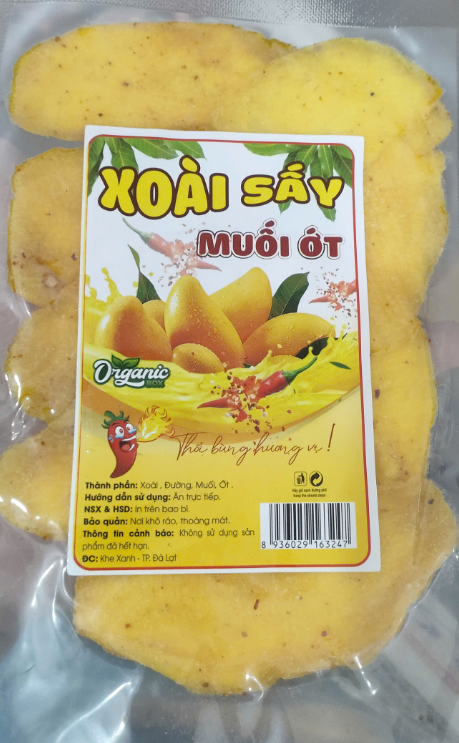 XOÀI SẤY
MUỐI ỚT
Organic
BOX
Thổi bùng hương vị !
Thành phần: Xoài , Đường, Muối, Ớt .
Hướng dẫn sử dụng: Ăn trực tiếp.
NSX & HSD: in trên bao bì.
Bảo quản: Nơi khô ráo, thoáng mát.
Thông tin cảnh báo: Không sử dụng sản
phẩm đã hết hạn.
ĐC: Khe Xanh - TP. Đà Lạt
8 936029 163247